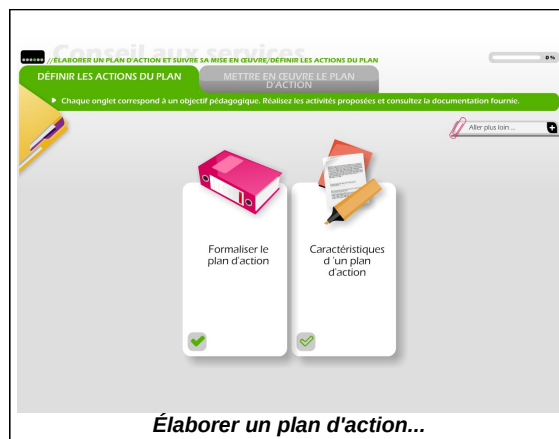 Conseil aux services
//ÉLABORER UN PLAN D'ACTION ET SUIVRE SA MISE EN ŒUVRE/DÉFINIR LES ACTIONS DU PLAN
0%
DÉFINIR LES ACTIONS DU PLAN
METTRE EN ŒUVRE LE PLAN
D'ACTION
Chaque onglet correspond à un objectif pédagogique. Réalisez les activités proposées et consultez la documentation fournie.
Aller plus loin ...
Formaliser le
plan d'action
Caractéristiques
d 'un plan
d'action
Élaborer un plan d'action...